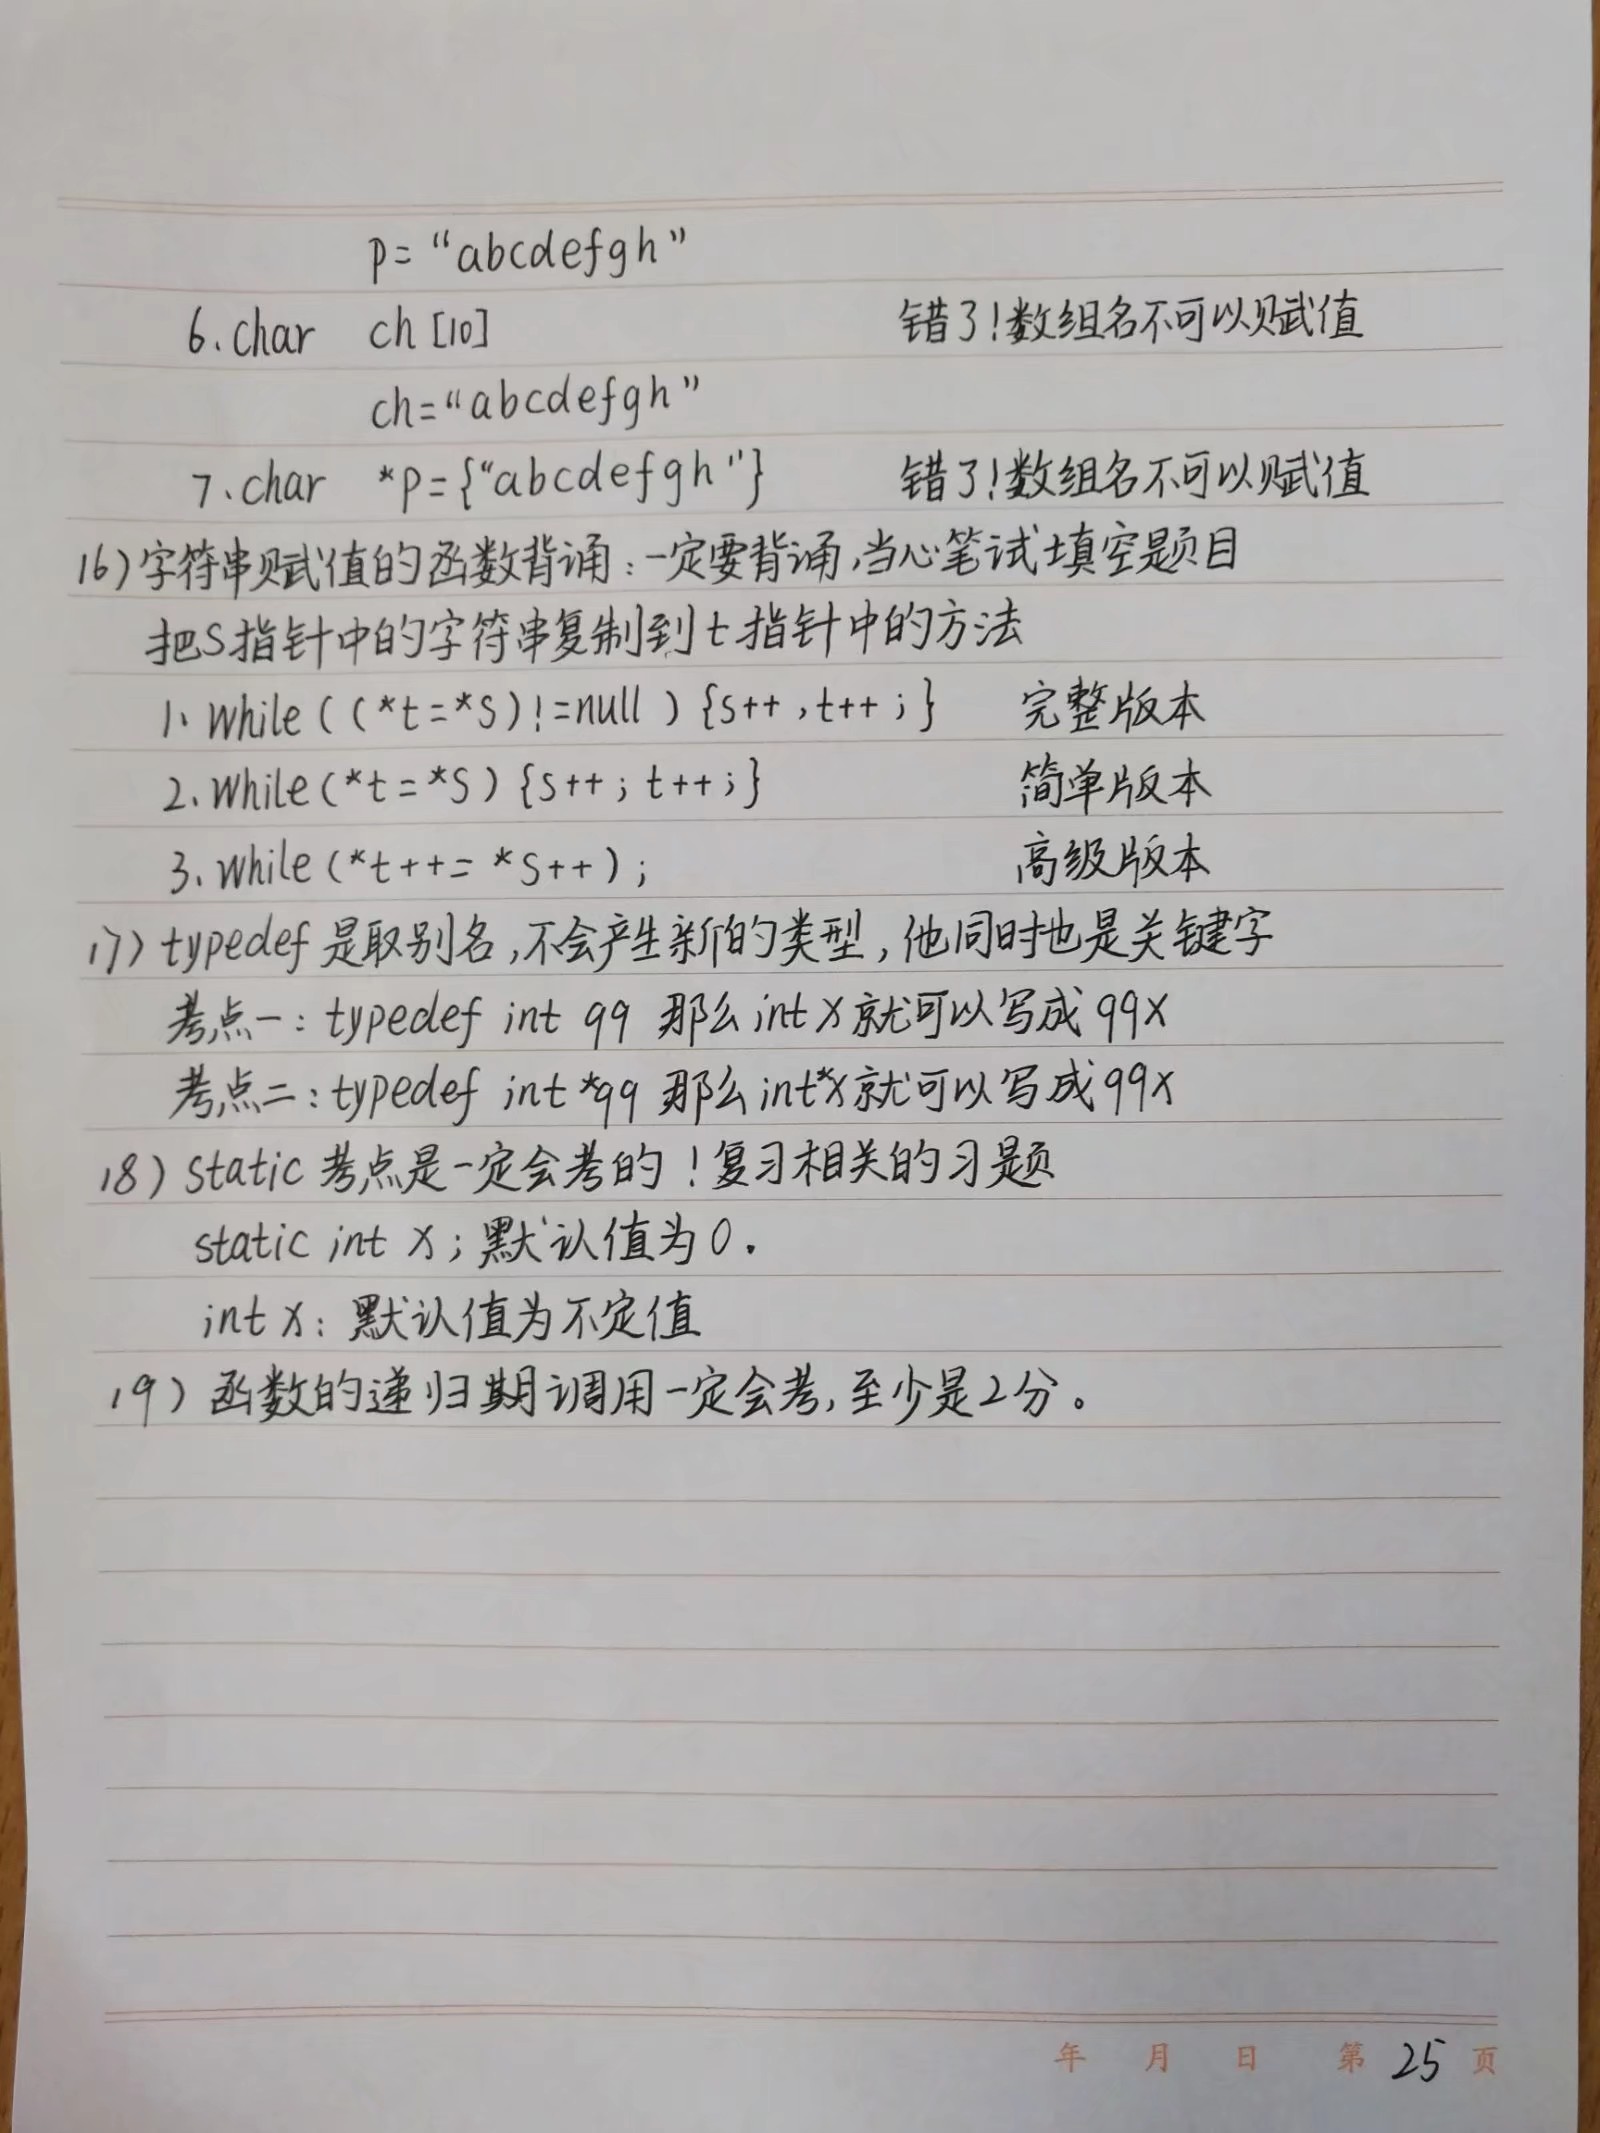 p= “abcdefgh”
6.char ch [10] 错了!数组名不可以赋值
ch=“abcdefgh”
7.char *p={“abcdefgh"} 错了!数组名不可以赋值
16)字符串赋值的函数背诵:一定要背诵,当心笔试填空题目
把S指针中的字符串复制到t指针中的方法
1. While((*t=*S)!=null){s++,t++;} 完整版本
2. While(*t=*S){s++;t++;} 简单版本
3. While(*t++=*S++); 高级版本
17) typedef是取别名,不会产生新的类型,他同时也是关键字
考点一:typedef int qq 那么int X就可以写成qqX
考点二:typedef int *qq 那么int*X就可以写成qqX
18) Static 考点是一定会考的!复习相关的习题
static int X;默认值为0.
int X:默认值为不定值
19) 函数的递归期调用一定会考,至少是2分。
年 月 日 第 25 页